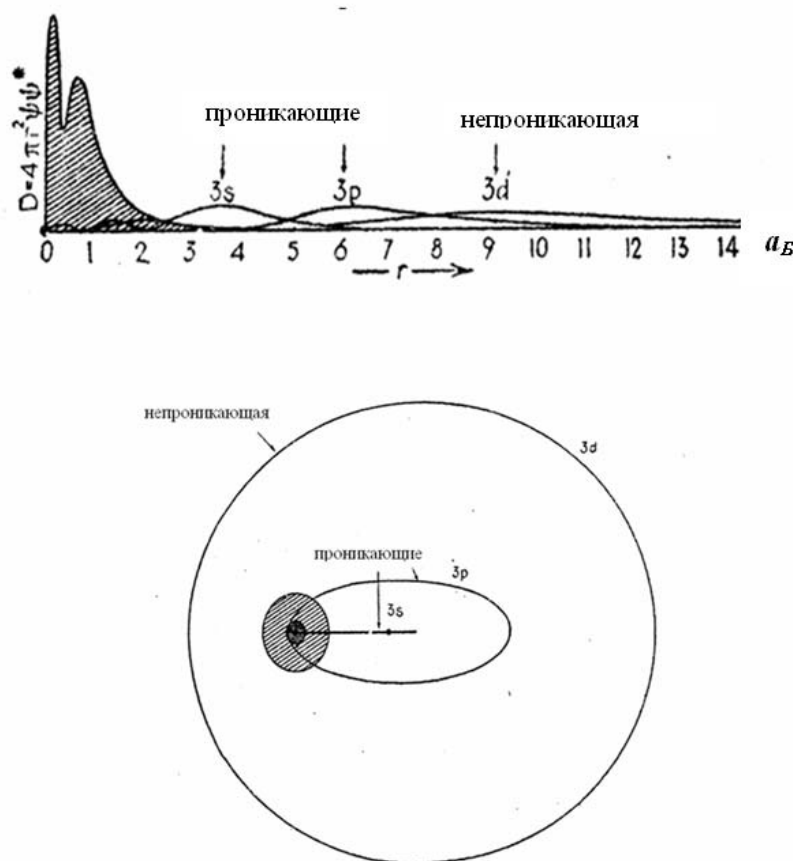 D=4πr²ψψ*
проникающие
непроникающая
3s
3p
3d
0 1 2 3 4 5 6 7 8 9 10 11 12 13 14 aБ
r
непроникающая
3d
проникающие
3p
3s